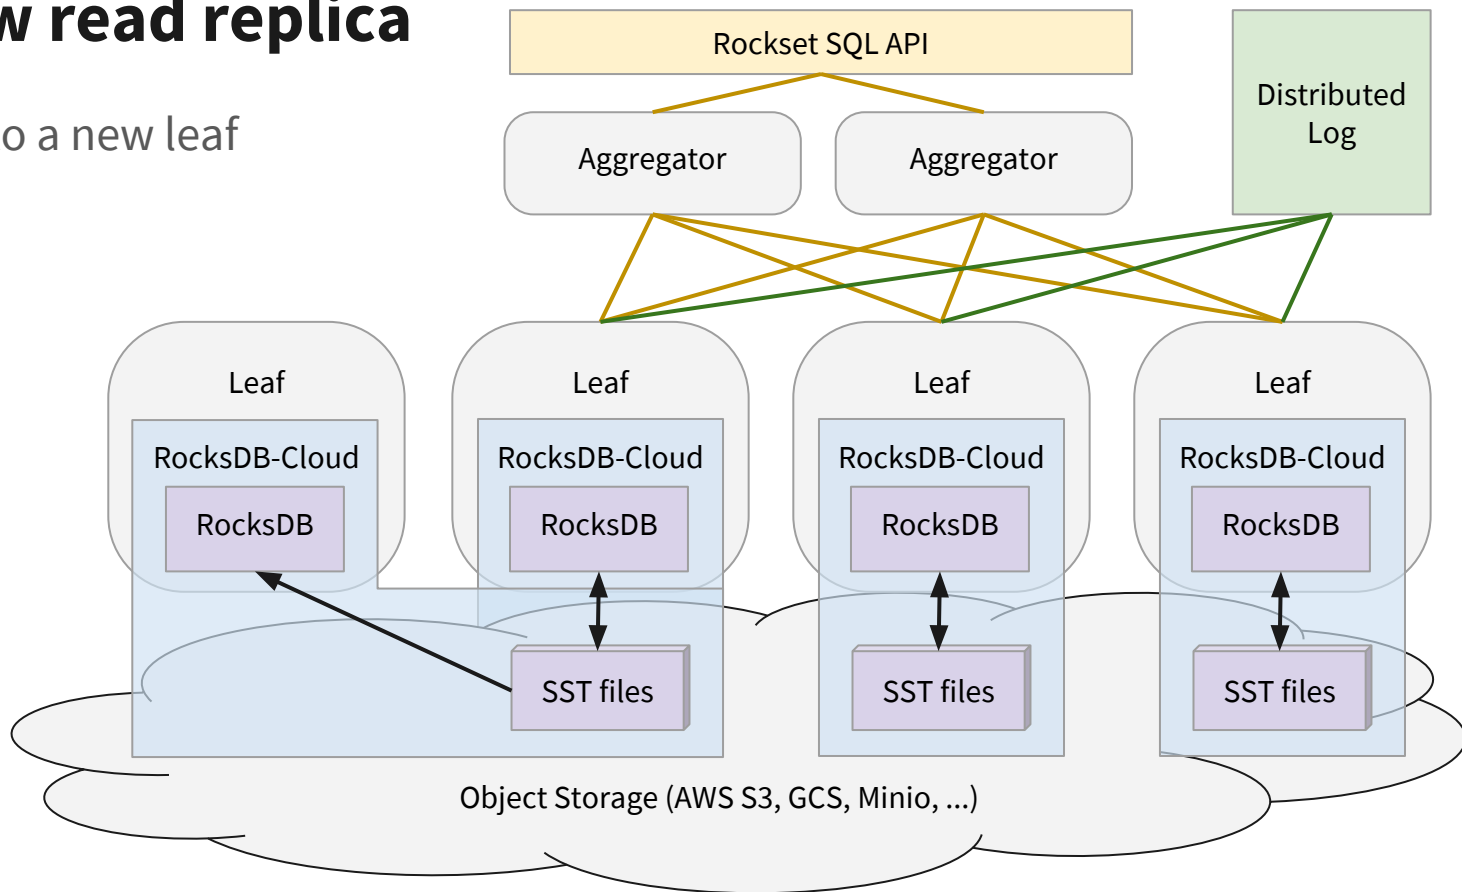 read replica
a new leaf
Rockset SQL API
Distributed
Log
Aggregator
Aggregator
Leaf
Leaf
Leaf
Leaf
RocksDB-Cloud
RocksDB-Cloud
RocksDB-Cloud
RocksDB-Cloud
RocksDB
RocksDB
RocksDB
RocksDB
SST files
SST files
SST files
Object Storage (AWS S3, GCS, Minio, ...)